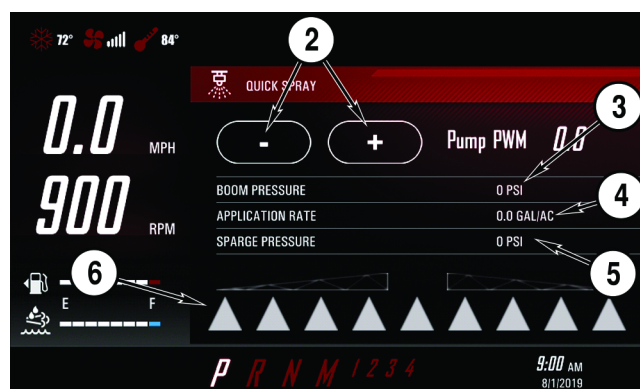 72° 84°
2
QUICK SPRAY
- +
Pump PWM 0.0
3
0.0 MPH
BOOM PRESSURE 0 PSI
4
APPLICATION RATE 0.0 GAL/AC
900 RPM
SPARGE PRESSURE 0 PSI
5
6
E F
P R N M 1 2 3 4
9:00 AM
8/1/2019